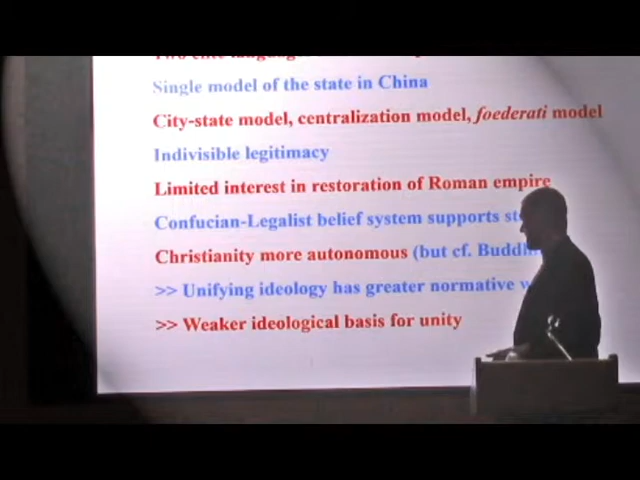 Two elite
Single model of the state in China
City-state model, centralization model, foederati model
Indivisible legitimacy
Limited interest in restoration of Roman empire
Confucian-Legalist belief system supports
Christianity more autonomous (but cf.
>> Unifying ideology has greater normative
>> Weaker ideological basis for unity